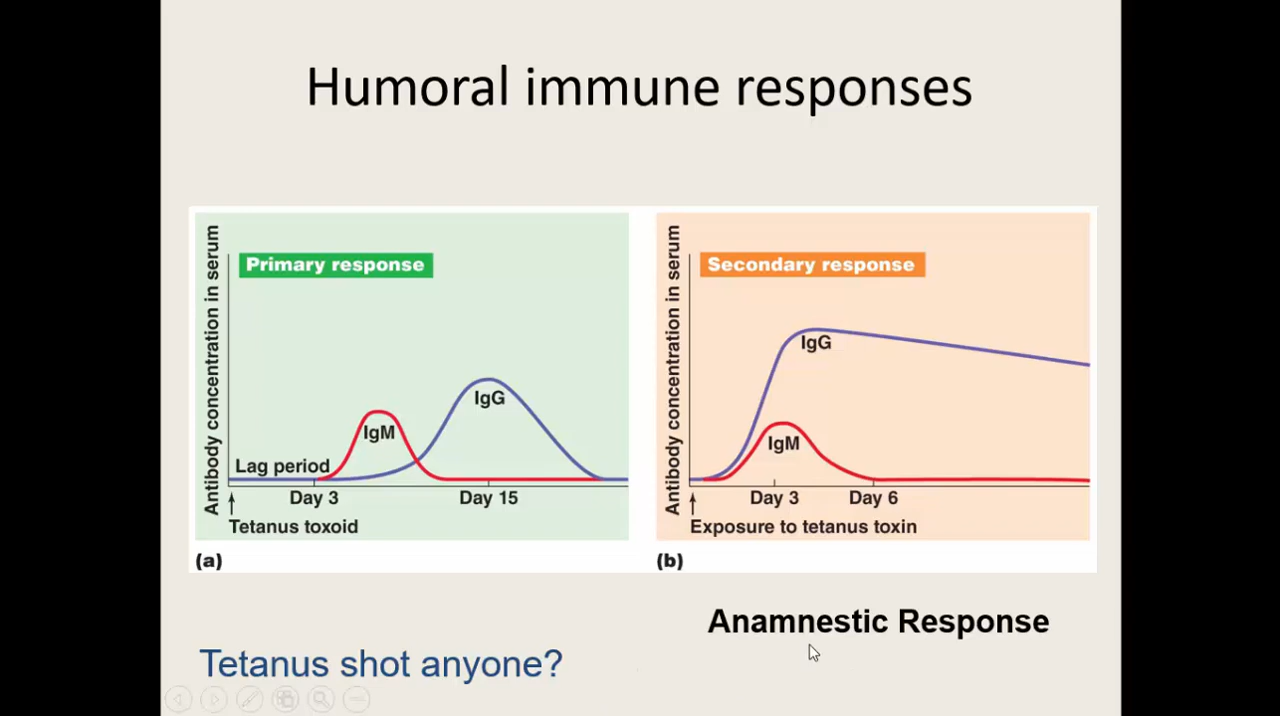 Humoral immune responses
Antibody concentration in serum
Primary response
IgG
IgM
Lag period
Day 3
Day 15
Tetanus toxoid
(a)
Antibody concentration in serum
Secondary response
IgG
IgM
Day 3
Day 6
Exposure to tetanus toxin
(b)
Anamnestic Response
Tetanus shot anyone?